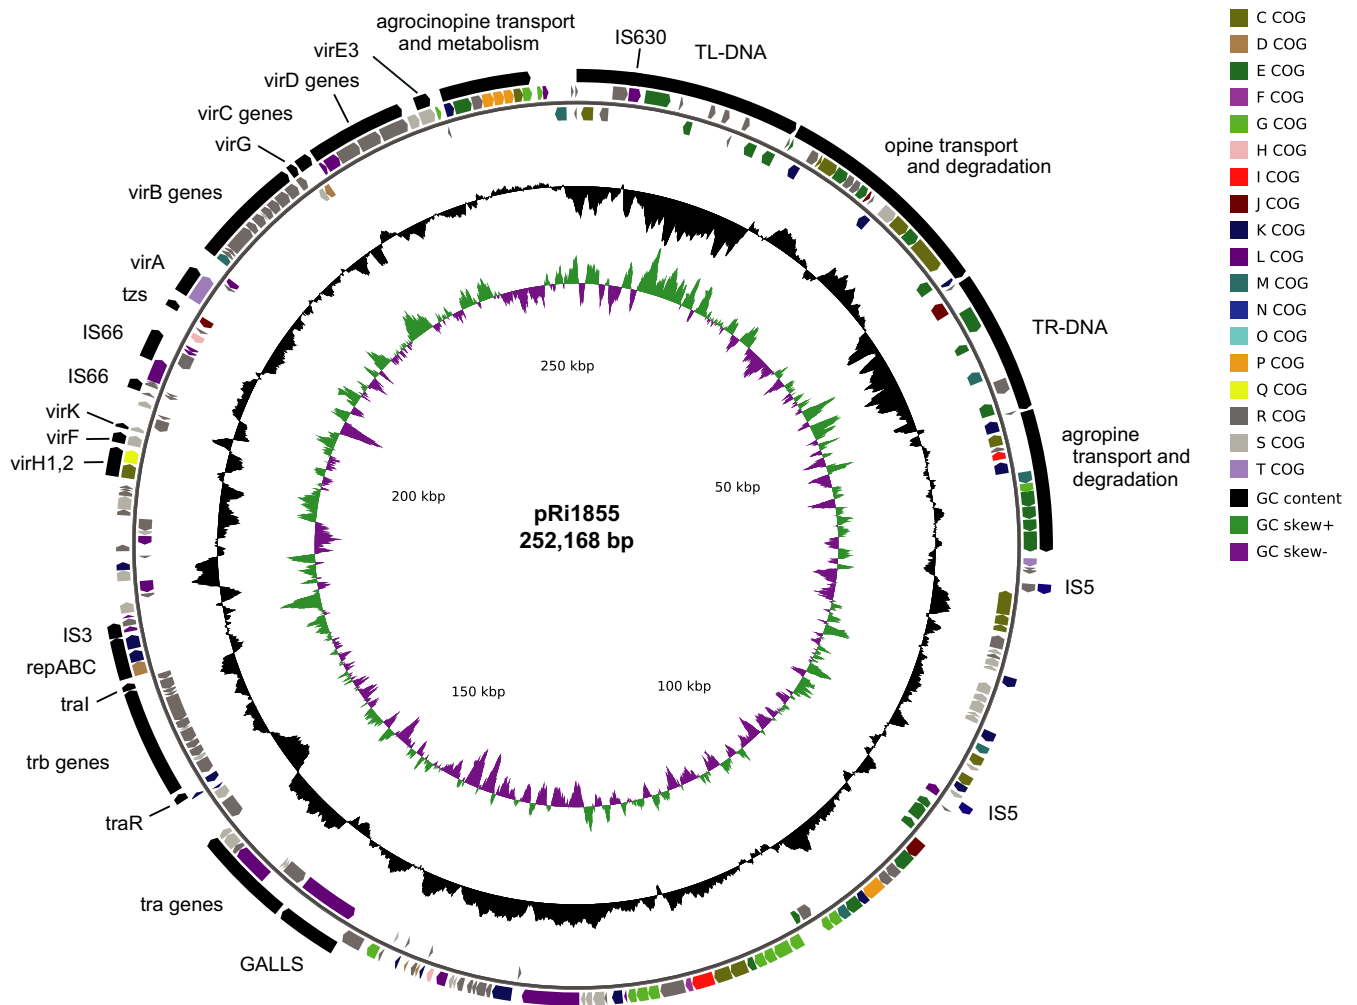 agrocinopine transport
and metabolism
virE3
virD genes
virC genes
virG
virB genes
virA
tzs
IS66
IS66
virK
virF
virH1,2
IS3
repABC
traI
trb genes
traR
tra genes
GALLS
IS630
TL-DNA
opine transport
and degradation
TR-DNA
agropine
transport and
degradation
IS5
IS5
250 kbp
200 kbp
50 kbp
150 kbp
100 kbp
pRi1855
252,168 bp
C COG
D COG
E COG
F COG
G COG
H COG
I COG
J COG
K COG
L COG
M COG
N COG
O COG
P COG
Q COG
R COG
S COG
T COG
GC content
GC skew+
GC skew-